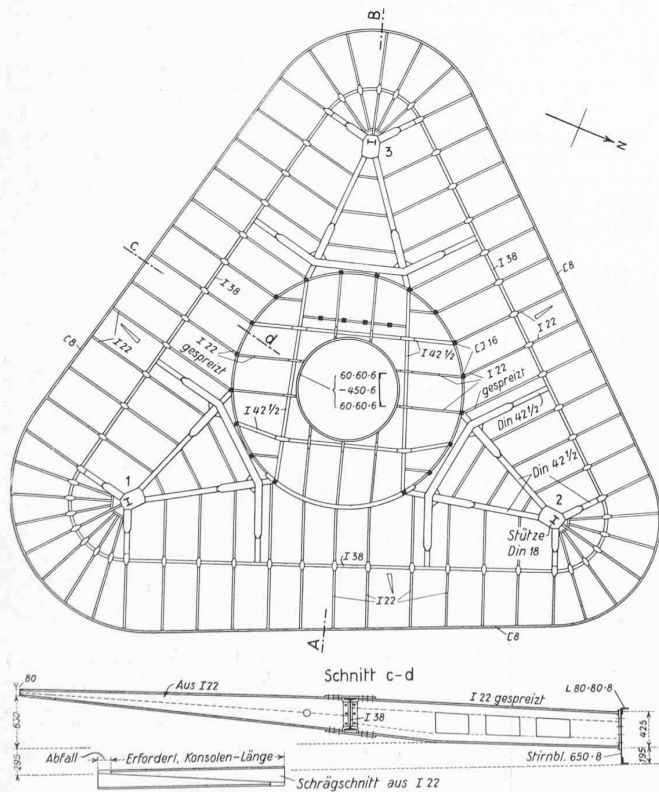 B
N
3
C
I 38
I 38
C8
C8
I 22
I 22
d
I 22
gespreizt
CJ 16
I 42 1/2
I 22
gespreizt
60·60·6
-450·6
60·60·6
I 42 1/2
Din 42 1/2
Din 42 1/2
1
2
Stütze
Din 18
I 38
I 22
A
C8
Schnitt c-d
80
Aus I 22
I 22 gespreizt
L 80·80·8
I 38
630
425
Stirnbl. 650·8
195
295
Abfall
Erforderl. Konsolen-Länge
Schrägschnitt aus I 22